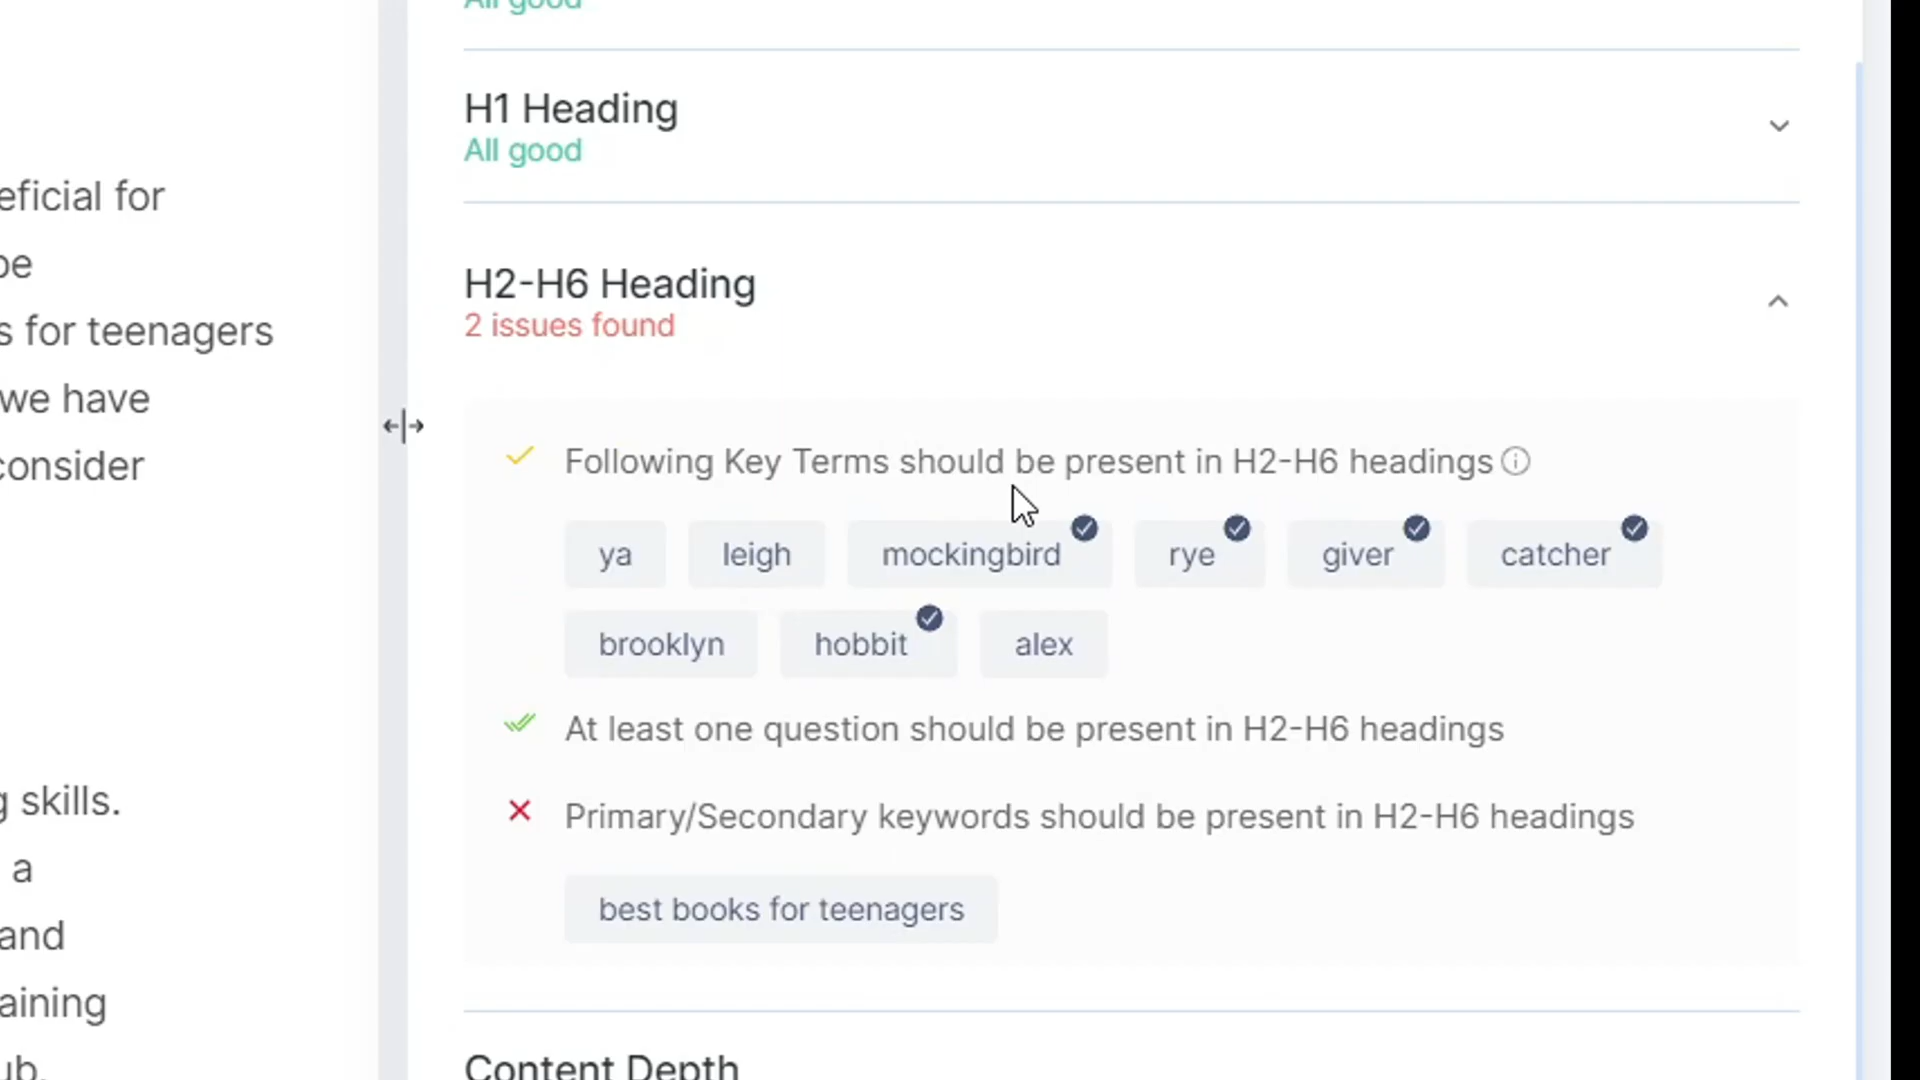 All good
H1 Heading
All good
eficial for
be
H2-H6 Heading
2 issues found
s for teenagers
we have
consider
Following Key Terms should be present in H2-H6 headings
ya leigh mockingbird rye giver catcher
brooklyn hobbit alex
At least one question should be present in H2-H6 headings
g skills.
Primary/Secondary keywords should be present in H2-H6 headings
a
best books for teenagers
and
aining
ub.
Content Depth